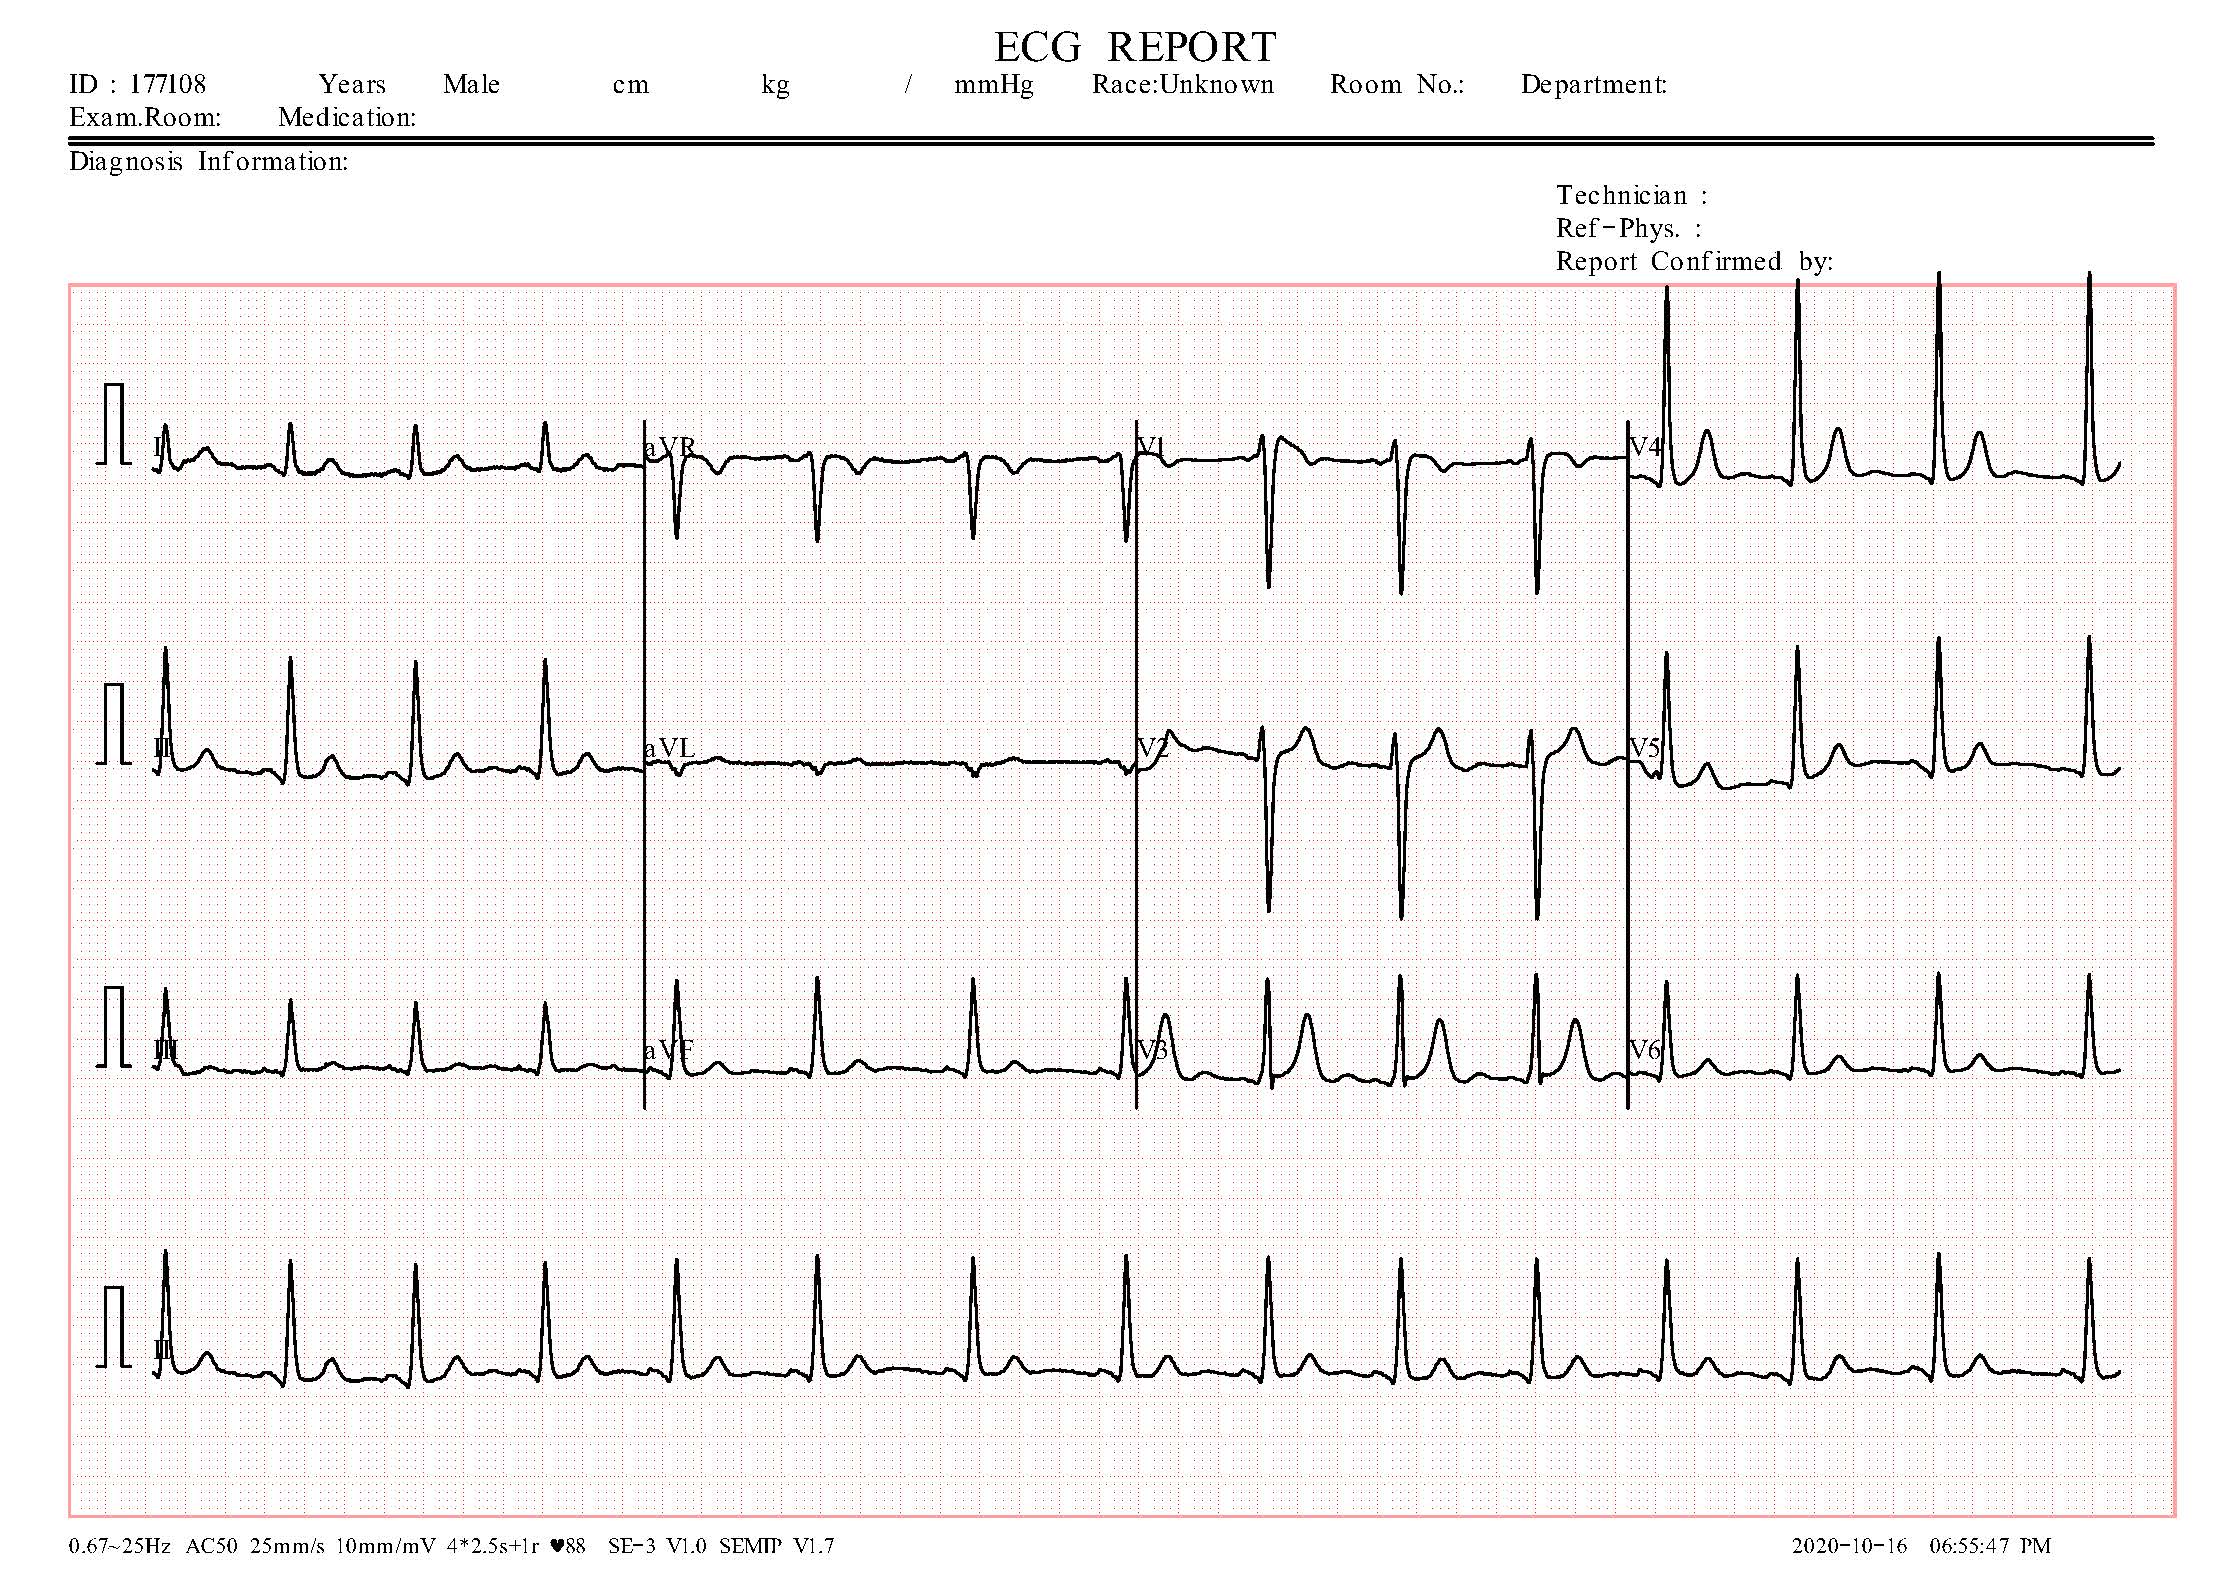 ECG REPORT
ID : 177108 Years Male cm kg / mmHg Race:Unknown Room No.: Department:
Exam.Room: Medication:
Diagnosis Information:
Technician :
Ref-Phys. :
Report Confirmed by:
I aVR V1 V4
II aVL V2 V5
III aVF V3 V6
II
0.67~25Hz AC50 25mm/s 10mm/mV 4*2.5s+1r ♥88 SE-3 V1.0 SEMIP V1.7 2020-10-16 06:55:47 PM